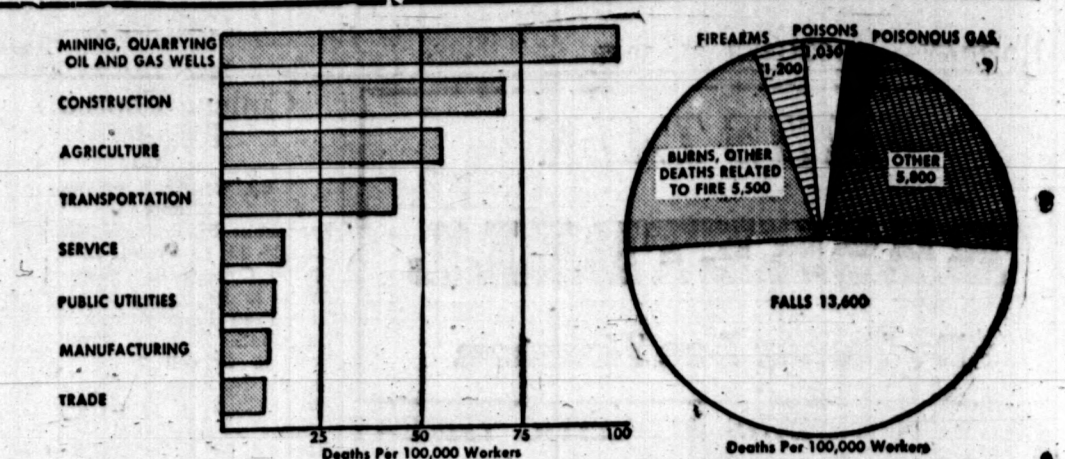 MINING, QUARRYING
OIL AND GAS WELLS
CONSTRUCTION
AGRICULTURE
TRANSPORTATION
SERVICE
PUBLIC UTILITIES
MANUFACTURING
TRADE
25 50 75 100
Deaths Per 100,000 Workers
FIREARMS
POISONS
POISONOUS GAS
1,200
1,030
BURNS, OTHER
DEATHS RELATED
TO FIRE 5,500
OTHER
5,800
FALLS 13,600
Deaths Per 100,000 Workers